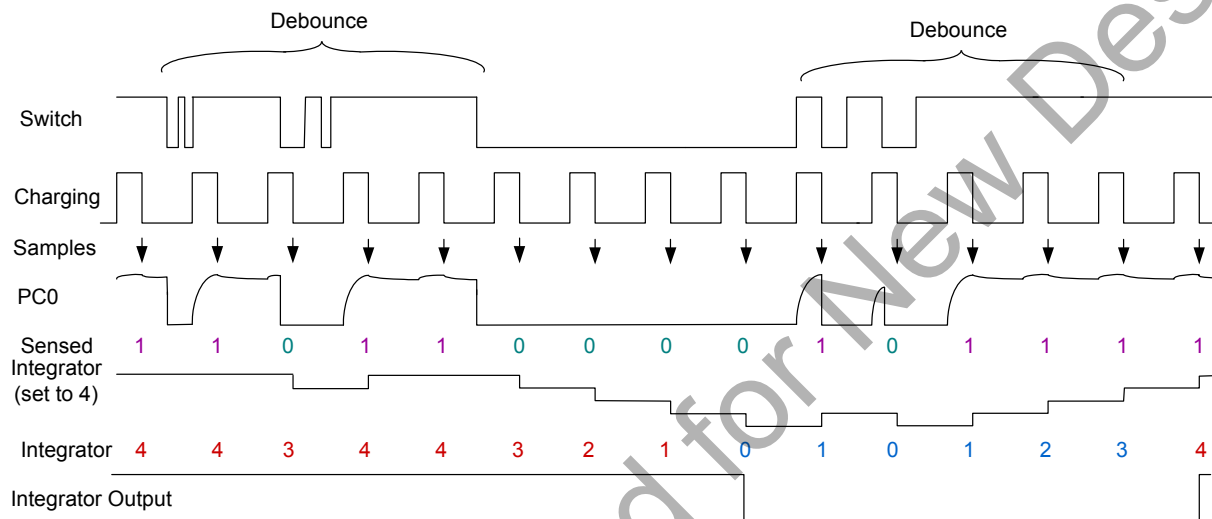 Debounce
Debounce
Switch
Charging
Samples
PC0
Sensed 1 1 0 1 1 0 0 0 0 1 0 1 1 1 1
Integrator
(set to 4)
Integrator 4 4 3 4 4 3 2 1 0 1 0 1 2 3 4
Integrator Output
d for New Des